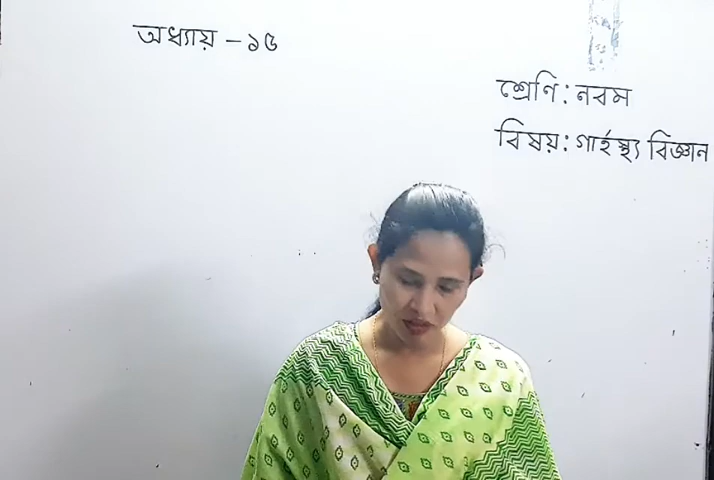 অধ্যায় - ১৫
শ্রেণি: নবম
বিষয়: গার্হস্থ্য বিজ্ঞান